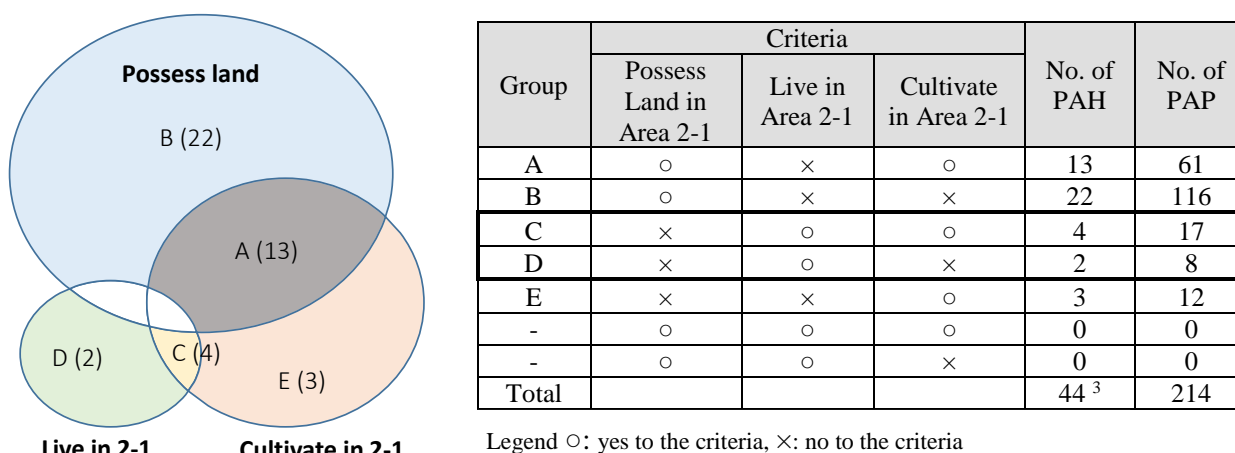 Possess land
B (22)
A (13)
D (2)
C (4)
E (3)
Live in 2-1
Cultivate in 2-1
Group
Criteria
No. of
PAH
No. of
PAP
Possess
Land in
Area 2-1
Live in
Area 2-1
Cultivate
in Area 2-1
A ○ × ○ 13 61
B ○ × × 22 116
C × ○ ○ 4 17
D × ○ × 2 8
E × × ○ 3 12
- ○ ○ ○ 0 0
- ○ ○ × 0 0
Total 44 3 214
Legend ○: yes to the criteria, ×: no to the criteria